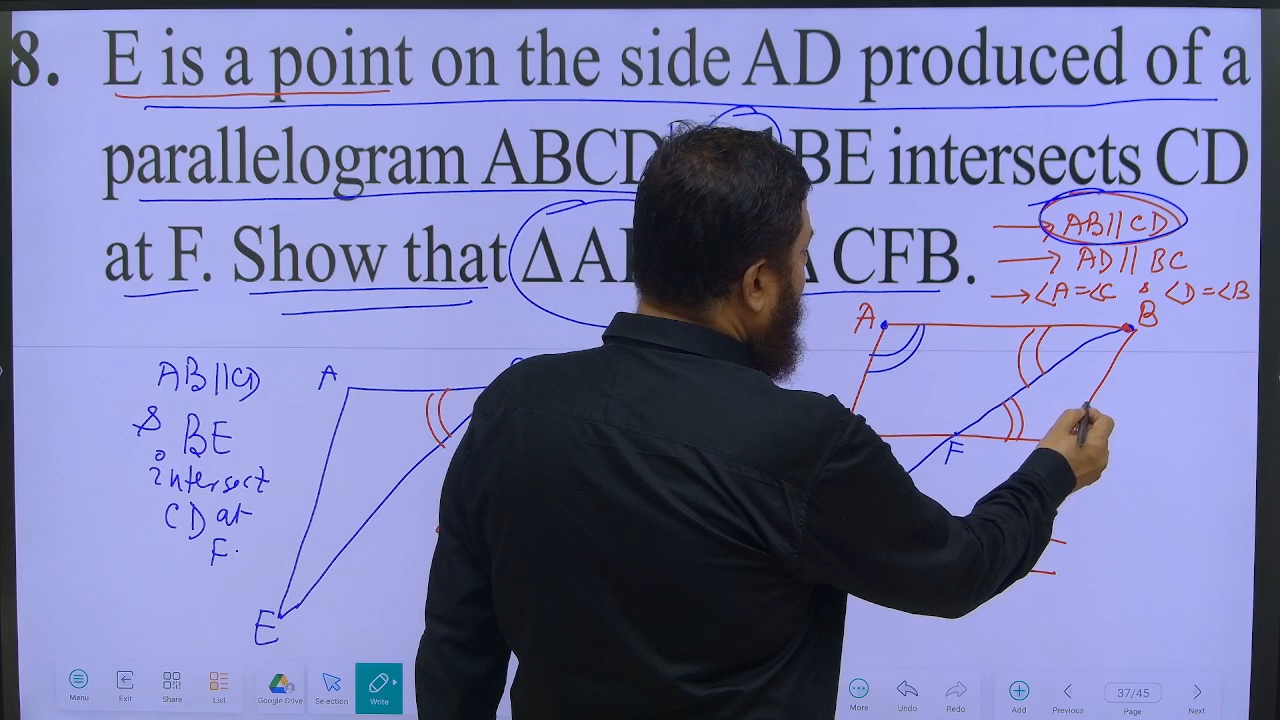 8. E is a point on the side AD produced of a
parallelogram ABCD BE intersects CD
at F. Show that Δ CFB.
AB||CD
AD || BC
∠A=∠C & ∠D=∠B
A
B
F
AB||CD
& BE
intersect
CD at
F.
A
E
Menu
Exit
Share
List
Google Drive
Selection
Write
More
Undo
Redo
Add
Previous
37/45
Page
Next